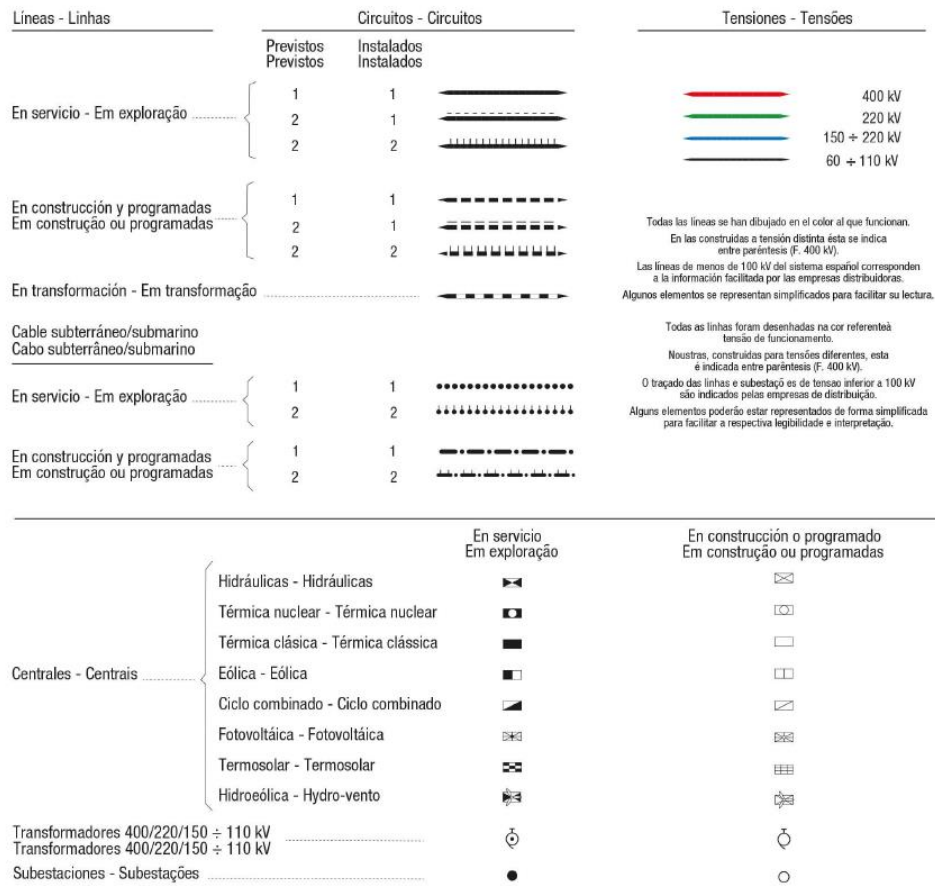 Líneas - Linhas
Circuitos - Circuitos
Tensiones - Tensões
Previstos Instalados
Previstos Instalados
En servicio - Em exploração
1 1
2 1
2 2
400 kV
220 kV
150 ÷ 220 kV
60 ÷ 110 kV
En construcción y programadas
Em construção ou programadas
1 1
2 1
2 2
En transformación - Em transformação
Todas las líneas se han dibujado en el color al que funcionan.
En las construidas a tensión distinta ésta se indica
entre paréntesis (F. 400 kV).
Las líneas de menos de 100 kV del sistema español corresponden
a la información facilitada por las empresas distribuidoras.
Algunos elementos se representan simplificados para facilitar su lectura.
Cable subterráneo/submarino
Cabo subterrâneo/submarino
En servicio - Em exploração
1 1
2 2
En construcción y programadas
Em construção ou programadas
1 1
2 2
Todas as linhas foram desenhadas na cor referenteà
tensão de funcionamento.
Noustras, construidas para tensões diferentes, esta
é indicada entre parêntesis (F. 400 kV).
O traçado das linhas e subestaçõ es de tensao inferior a 100 kV
são indicados pelas empresas de distribuição.
Alguns elementos poderão estar representados de forma simplificada
para facilitar a respectiva legibilidade e interpretação.
En servicio
Em exploração
En construcción o programado
Em construção ou programadas
Centrales - Centrais
Hidráulicas - Hidráulicas
Térmica nuclear - Térmica nuclear
Térmica clásica - Térmica clássica
Eólica - Eólica
Ciclo combinado - Ciclo combinado
Fotovoltáica - Fotovoltáica
Termosolar - Termosolar
Hidroeólica - Hydro-vento
Transformadores 400/220/150 ÷ 110 kV
Transformadores 400/220/150 ÷ 110 kV
Subestaciones - Subestações